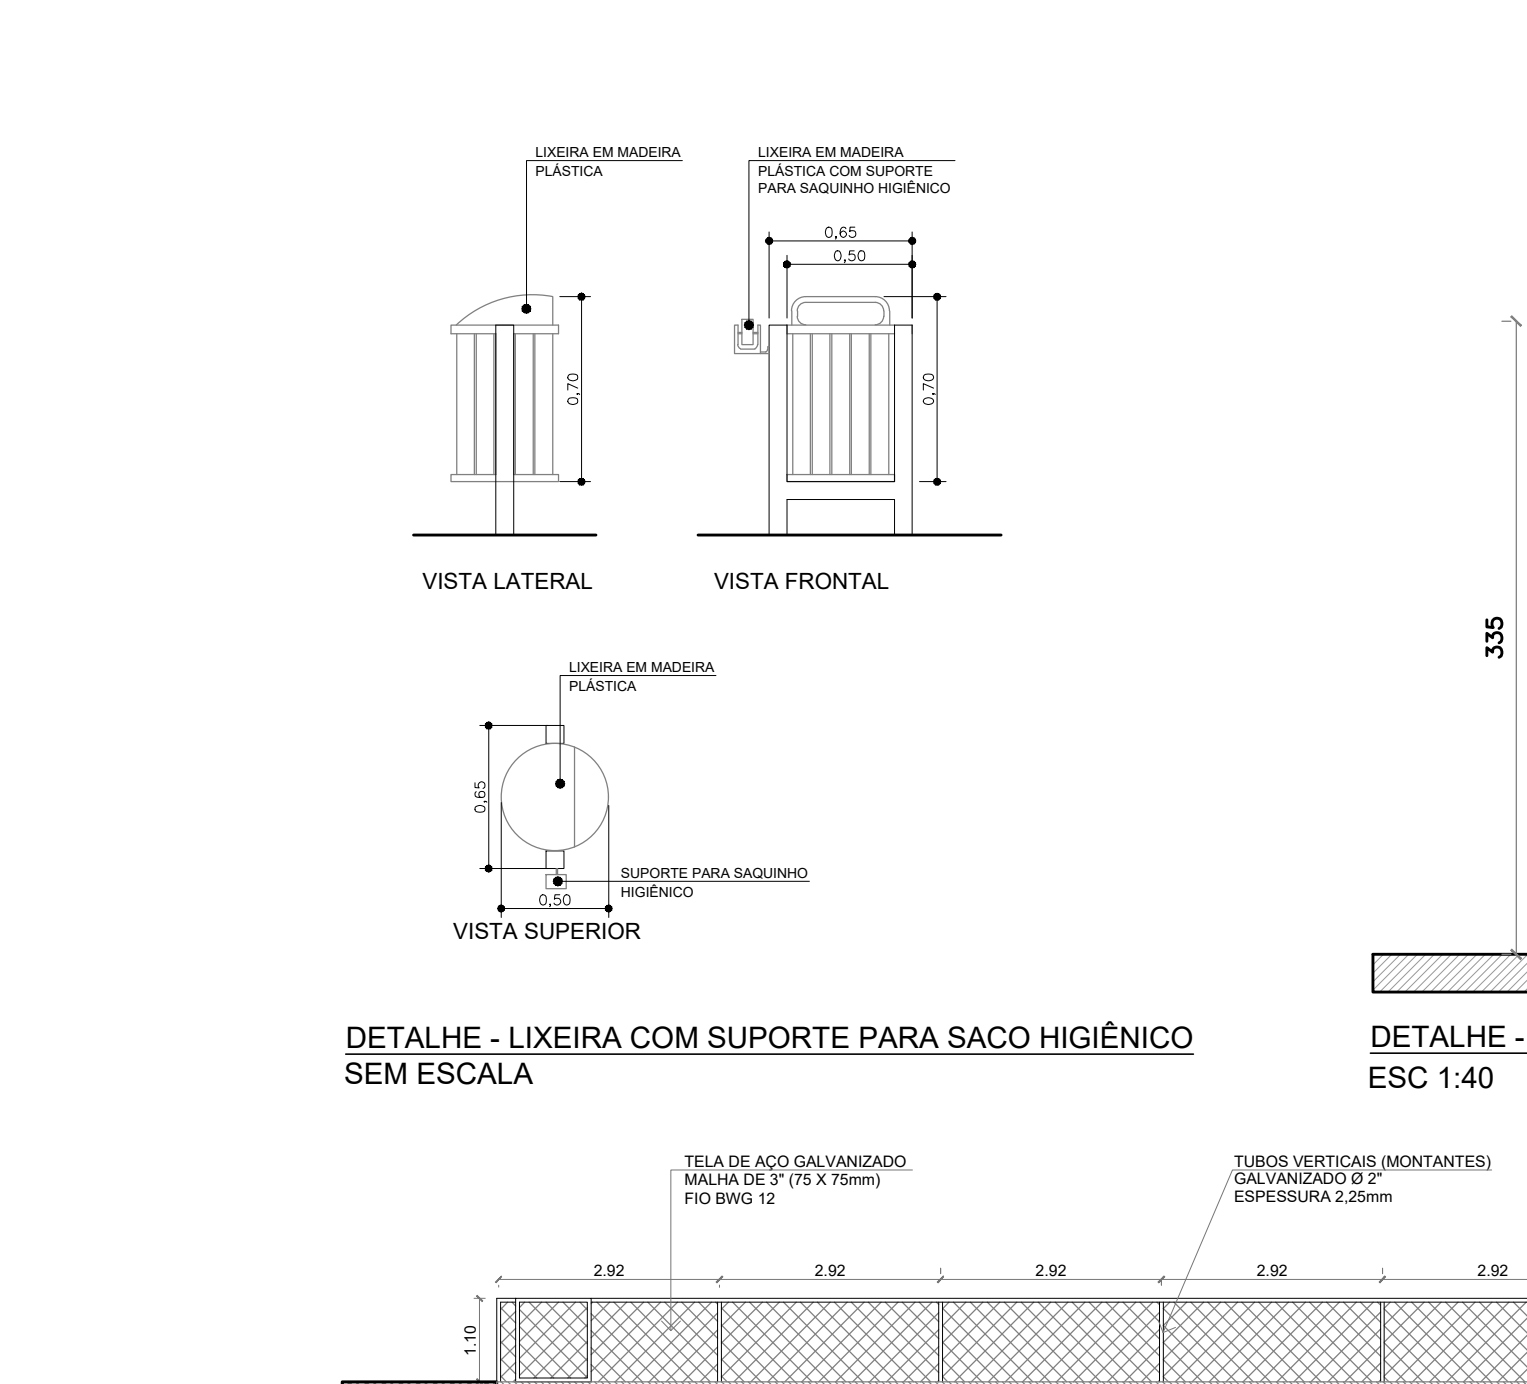 LIXEIRA EM MADEIRA
PLÁSTICA
LIXEIRA EM MADEIRA
PLÁSTICA COM SUPORTE
PARA SAQUINHO HIGIÊNICO
0,65
0,50
0,70
0,70
VISTA LATERAL
VISTA FRONTAL
335
LIXEIRA EM MADEIRA
PLÁSTICA
0,65
SUPORTE PARA SAQUINHO
HIGIÊNICO
0,50
VISTA SUPERIOR
DETALHE - LIXEIRA COM SUPORTE PARA SACO HIGIÊNICO
SEM ESCALA
DETALHE -
ESC 1:40
TELA DE AÇO GALVANIZADO
MALHA DE 3" (75 X 75mm)
FIO BWG 12
TUBOS VERTICAIS (MONTANTES)
GALVANIZADO Ø 2"
ESPESSURA 2,25mm
2.92
2.92
2.92
2.92
2.92
1.10